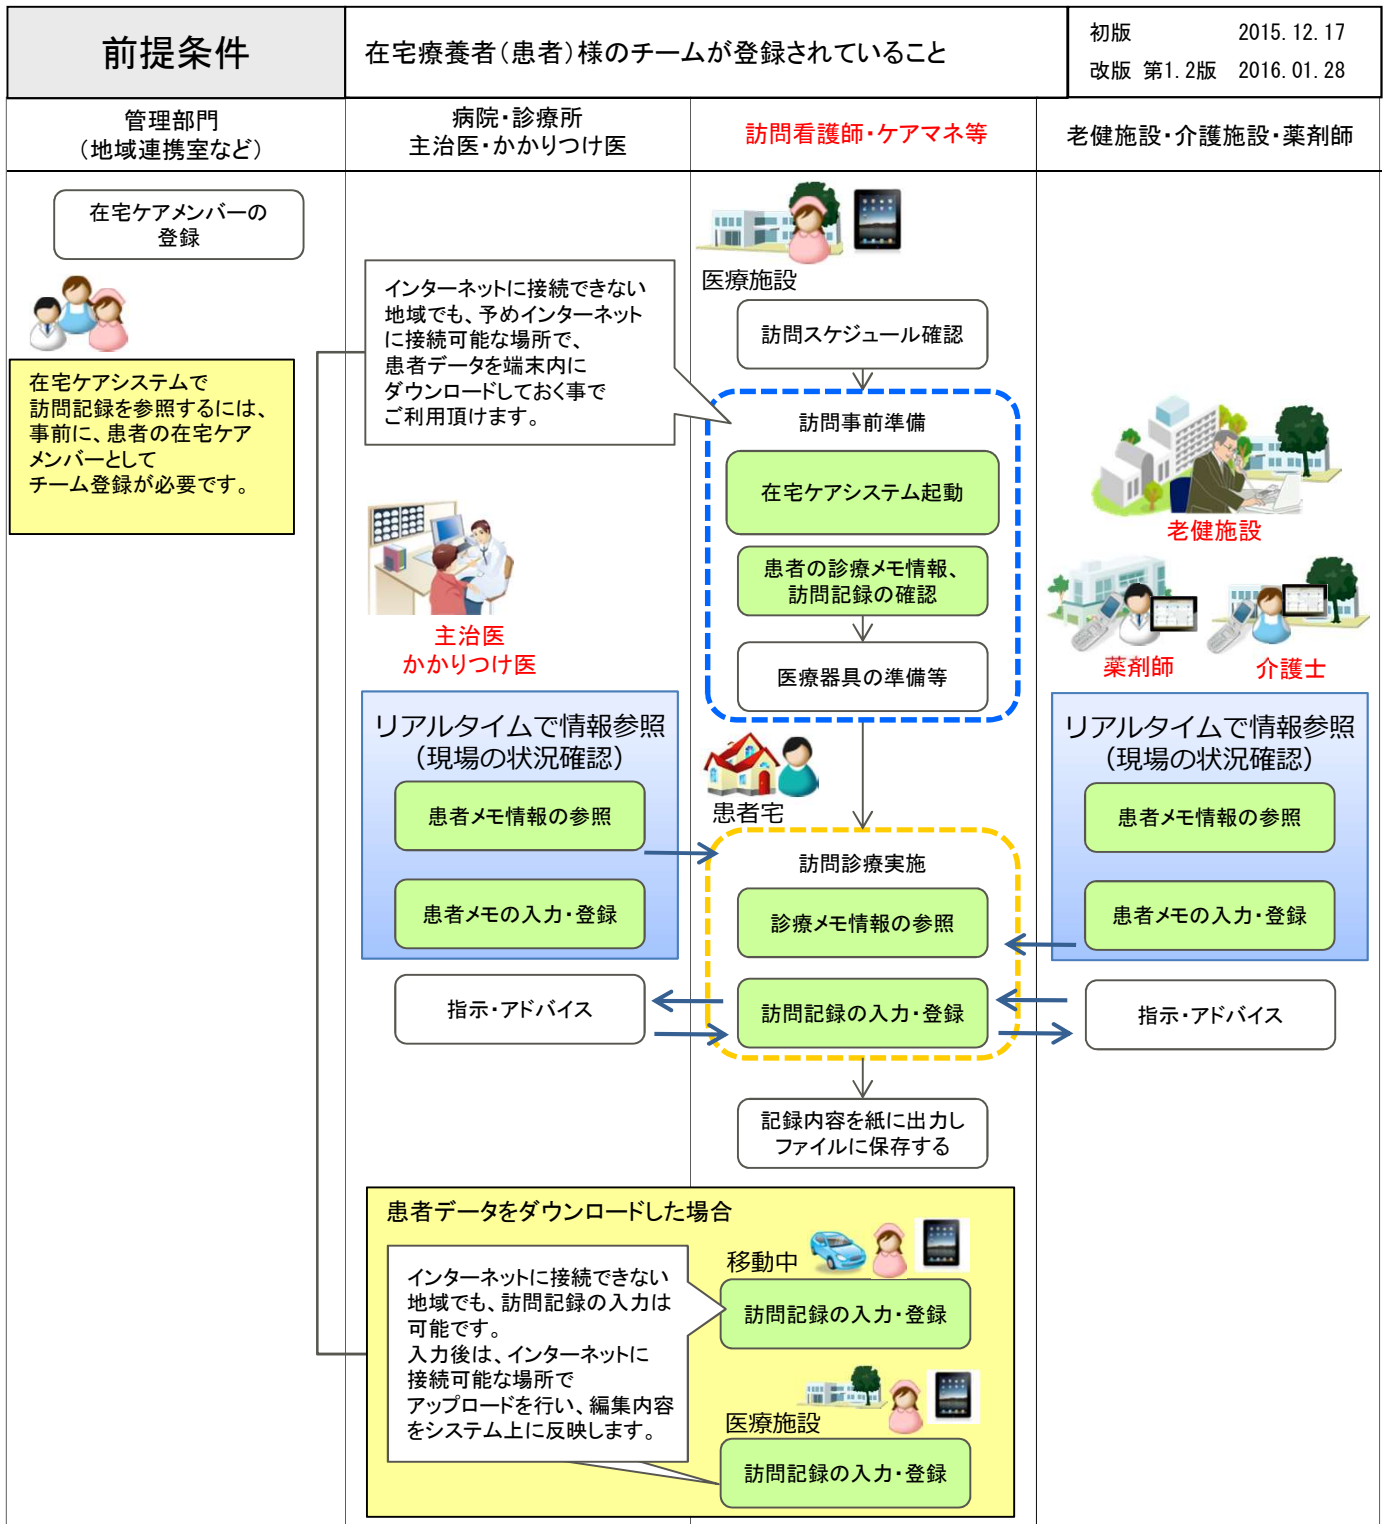 前提条件
在宅療養者（患者）様のチームが登録されていること
初版 2015.12.17
改版 第1.2版 2016.01.28
管理部門
（地域連携室など）
病院・診療所
主治医・かかりつけ医
訪問看護師・ケアマネ等
老健施設・介護施設・薬剤師
在宅ケアメンバーの
登録
在宅ケアシステムで
訪問記録を参照するには、
事前に、患者の在宅ケア
メンバーとして
チーム登録が必要です。
インターネットに接続できない
地域でも、予めインターネット
に接続可能な場所で、
患者データを端末内に
ダウンロードしておく事で
ご利用頂けます。
医療施設
訪問スケジュール確認
訪問事前準備
在宅ケアシステム起動
患者の診療メモ情報、
訪問記録の確認
医療器具の準備等
主治医
かかりつけ医
老健施設
薬剤師
介護士
リアルタイムで情報参照
（現場の状況確認）
患者メモ情報の参照
患者メモの入力・登録
指示・アドバイス
患者宅
訪問診療実施
診療メモ情報の参照
訪問記録の入力・登録
リアルタイムで情報参照
（現場の状況確認）
患者メモ情報の参照
患者メモの入力・登録
指示・アドバイス
記録内容を紙に出力し
ファイルに保存する
患者データをダウンロードした場合
インターネットに接続できない
地域でも、訪問記録の入力は
可能です。
入力後は、インターネットに
接続可能な場所で
アップロードを行い、編集内容
をシステム上に反映します。
移動中
訪問記録の入力・登録
医療施設
訪問記録の入力・登録